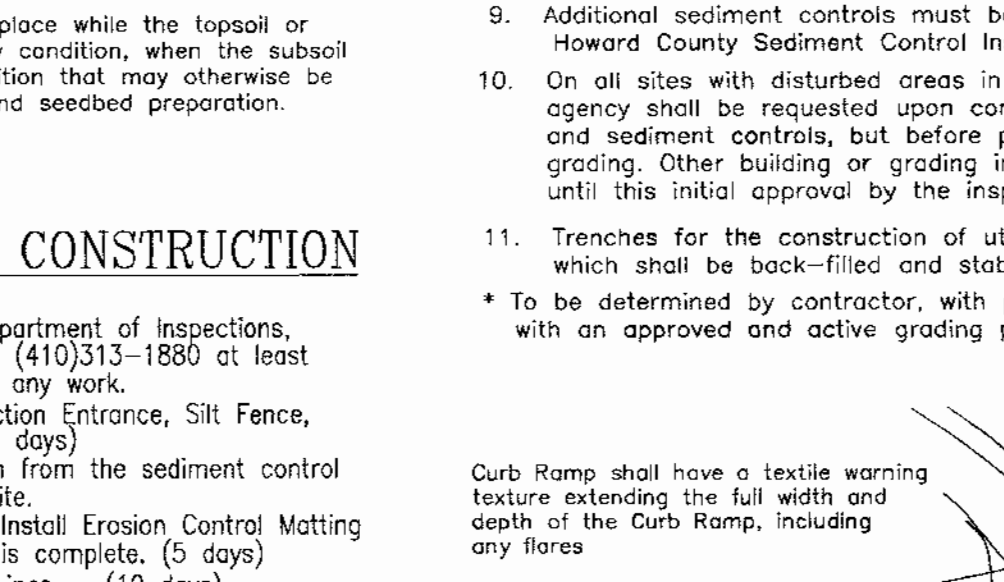 place while the topsoil or
condition, when the subsoil
ition that may otherwise be
nd seedbed preparation.
CONSTRUCTION
partment of Inspections,
(410)313-1880 at least
any work.
ction Entrance, Silt Fence,
days)
from the sediment control
ite.
Install Erosion Control Matting
is complete. (5 days)
(10 days)
9. Additional sediment controls must b
Howard County Sediment Control In
10. On all sites with disturbed areas in
agency shall be requested upon co
and sediment controls, but before p
grading. Other building or grading i
until this initial approval by the insp
11. Trenches for the construction of ut
which shall be back-filled and stab
* To be determined by contractor, with
with an approved and active grading
Curb Ramp shall have a textile warning
texture extending the full width and
depth of the Curb Ramp, including
any flares